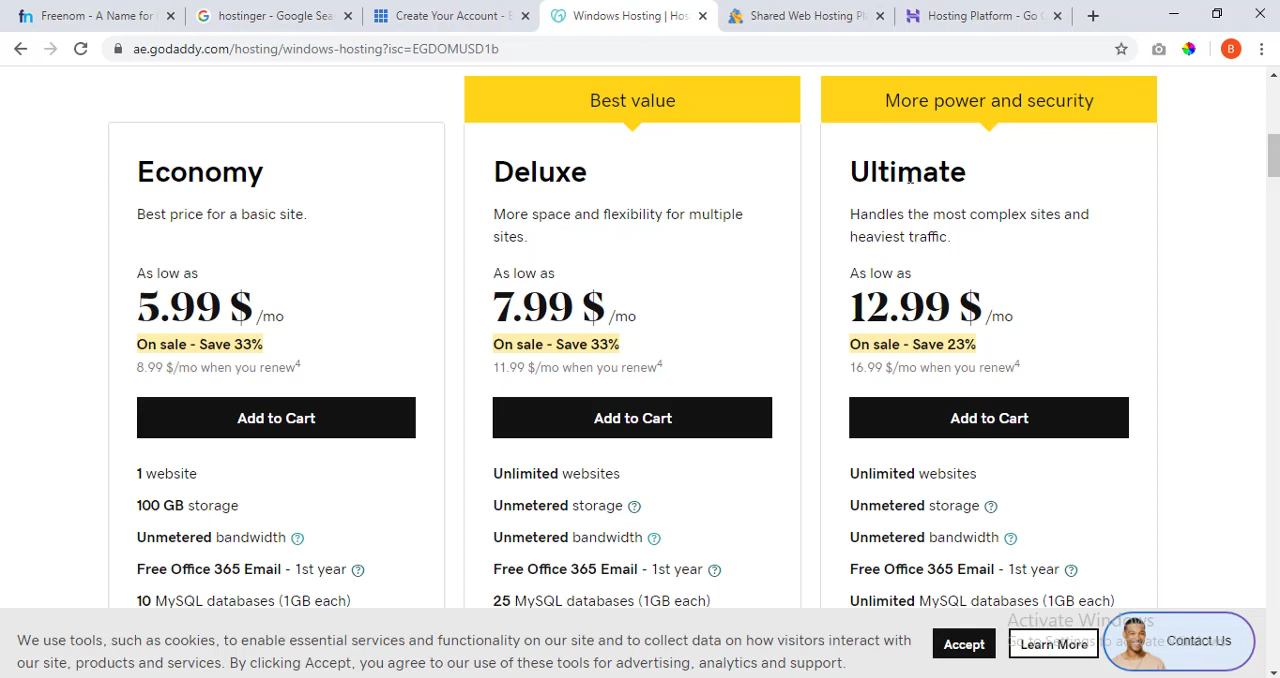 Freenom - A Name for
hostinger - Google Sea
Create Your Account -
Windows Hosting | Hos
Shared Web Hosting Pl
Hosting Platform - Go
ae.godaddy.com/hosting/windows-hosting?isc=EGDOMUSD1b
B
Best value
More power and security
Economy
Deluxe
Ultimate
Best price for a basic site.
More space and flexibility for multiple
sites.
Handles the most complex sites and
heaviest traffic.
As low as
5.99 $ /mo
On sale - Save 33%
8.99 $/mo when you renew4
As low as
7.99 $ /mo
On sale - Save 33%
11.99 $/mo when you renew4
As low as
12.99 $ /mo
On sale - Save 23%
16.99 $/mo when you renew4
Add to Cart
Add to Cart
Add to Cart
1 website
100 GB storage
Unmetered bandwidth
Free Office 365 Email - 1st year
10 MySQL databases (1GB each)
Unlimited websites
Unmetered storage
Unmetered bandwidth
Free Office 365 Email - 1st year
25 MySQL databases (1GB each)
Unlimited websites
Unmetered storage
Unmetered bandwidth
Free Office 365 Email - 1st year
Unlimited MySQL databases (1GB each)
We use tools, such as cookies, to enable essential services and functionality on our site and to collect data on how visitors interact with
our site, products and services. By clicking Accept, you agree to our use of these tools for advertising, analytics and support.
Accept
Learn More
Contact Us
Activate Windows
Go to Settings to activate